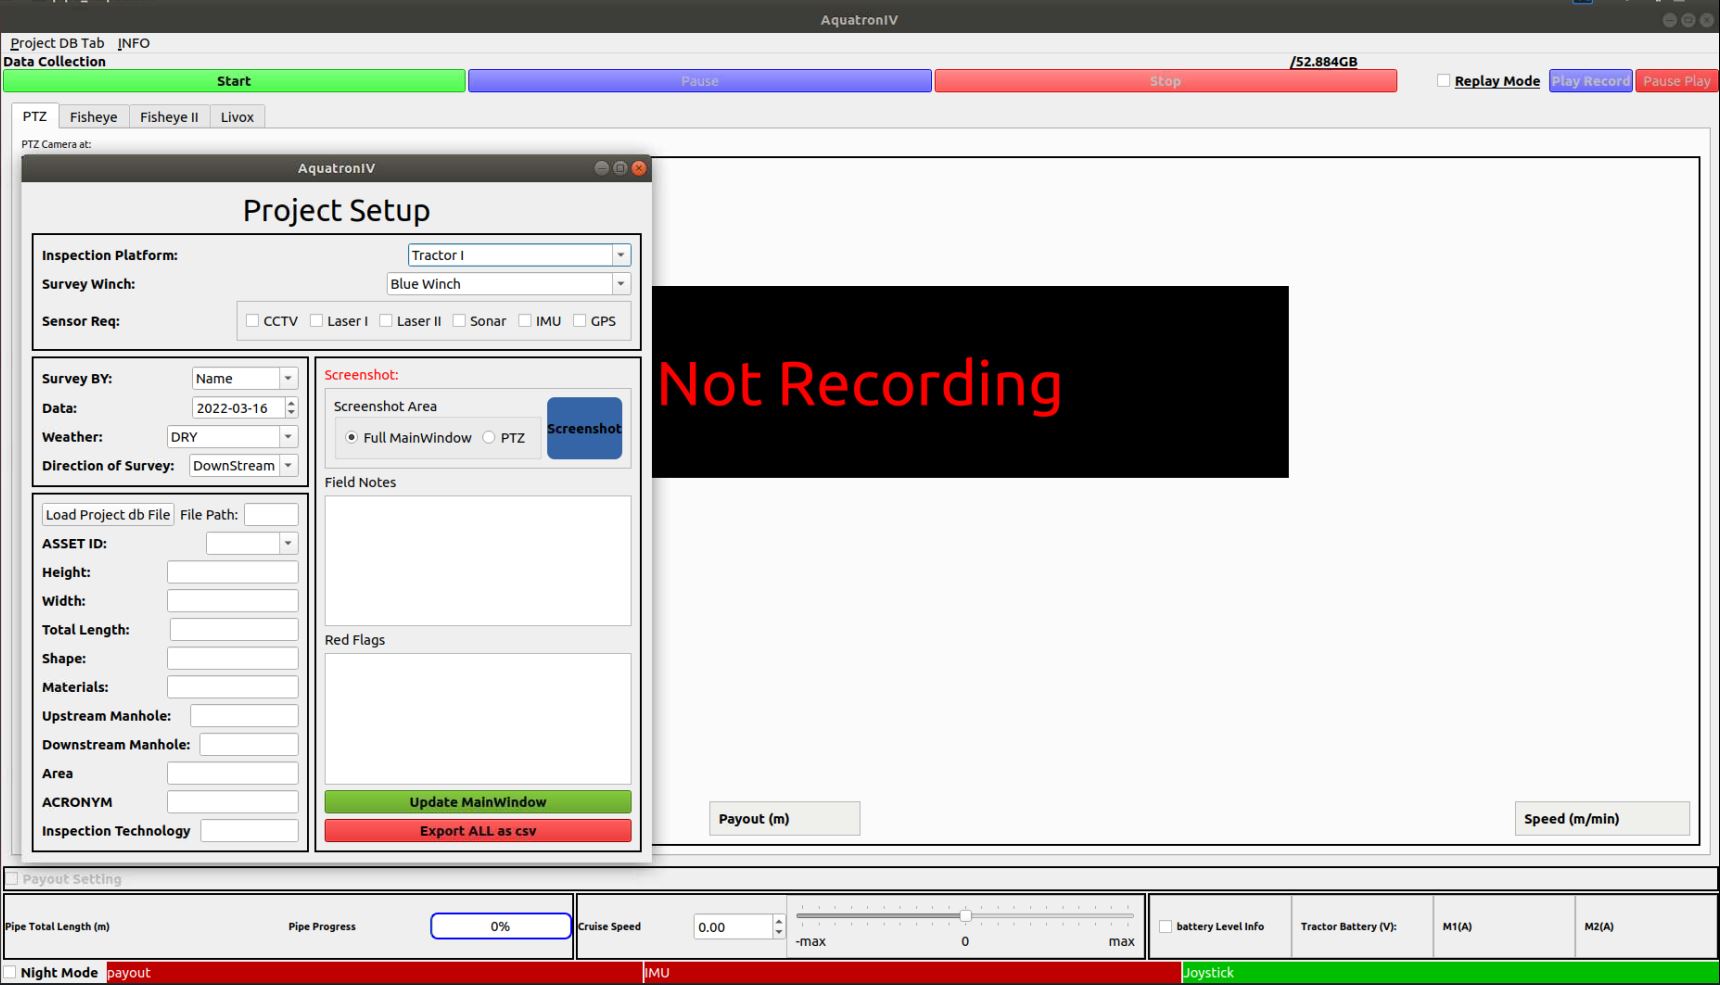 AquatronIV
Project DB Tab INFO
Data Collection
/52.884GB
Start Pause Stop Replay Mode Play Record Pause Play
PTZ Fisheye Fisheye II Livox
PTZ Camera at:
AquatronIV
Project Setup
Inspection Platform: Tractor I
Survey Winch: Blue Winch
Sensor Req: CCTV Laser I Laser II Sonar IMU GPS
Survey BY: Name
Data: 2022-03-16
Weather: DRY
Direction of Survey: DownStream
Load Project db File File Path:
ASSET ID:
Height:
Width:
Total Length:
Shape:
Materials:
Upstream Manhole:
Downstream Manhole:
Area
ACRONYM
Inspection Technology
Screenshot:
Screenshot Area
Full MainWindow PTZ
Screenshot
Field Notes
Red Flags
Update MainWindow
Export ALL as csv
Not Recording
Payout (m)
Speed (m/min)
Payout Setting
Pipe Total Length (m) Pipe Progress 0% Cruise Speed 0.00
-max 0 max
battery Level Info Tractor Battery (V): M1(A) M2(A)
Night Mode payout IMU Joystick